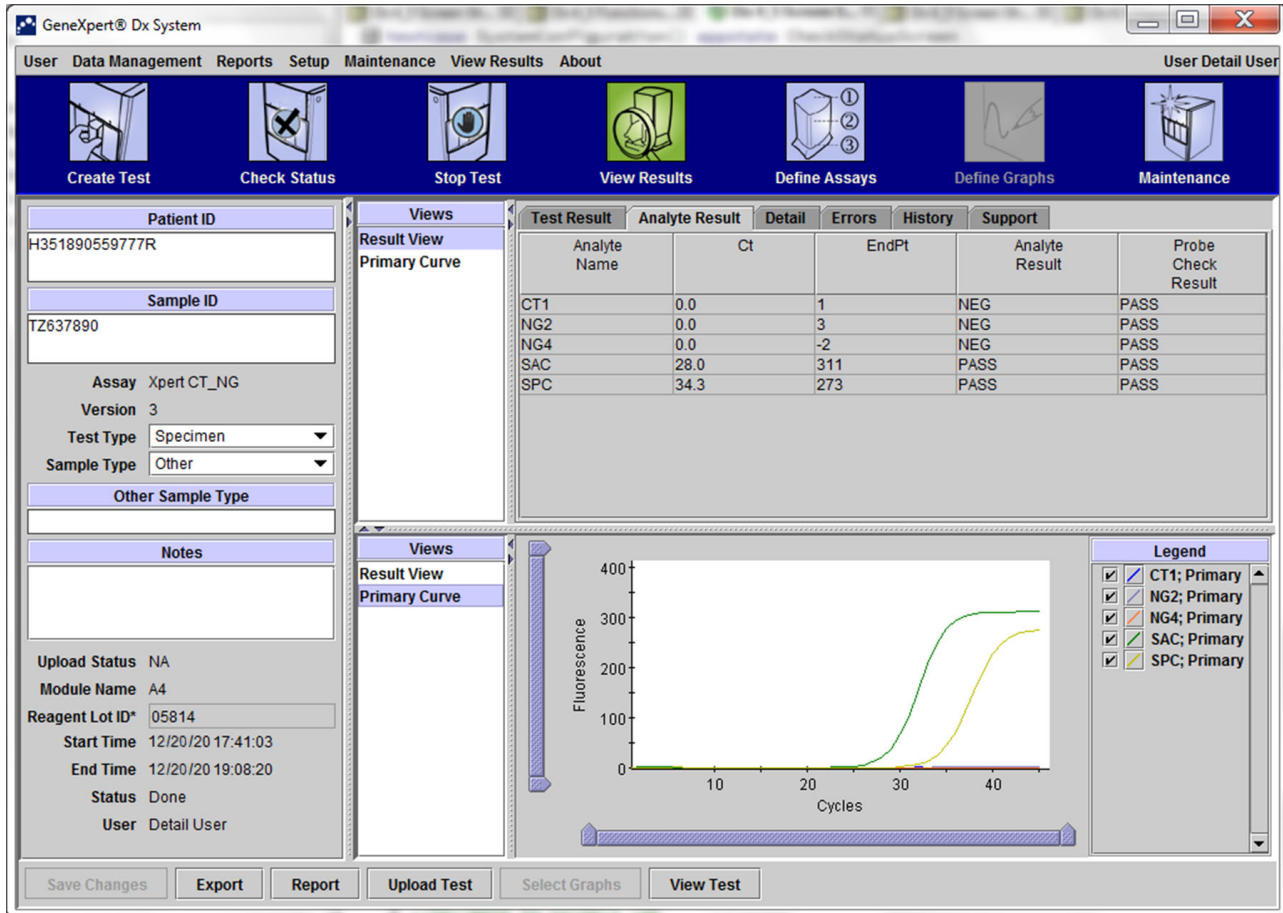 GeneXpert® Dx System
User Data Management Reports Setup Maintenance View Results About User Detail User
Create Test Check Status Stop Test View Results Define Assays Define Graphs Maintenance
Patient ID
H351890559777R
Sample ID
TZ637890
Assay Xpert CT_NG
Version 3
Test Type Specimen
Sample Type Other
Other Sample Type
Notes
Upload Status NA
Module Name A4
Reagent Lot ID* 05814
Start Time 12/20/20 17:41:03
End Time 12/20/20 19:08:20
Status Done
User Detail User
Views
Result View
Primary Curve
Test Result Analyte Result Detail Errors History Support
Analyte Name Ct EndPt Analyte Result Probe Check Result
CT1 0.0 1 NEG PASS
NG2 0.0 3 NEG PASS
NG4 0.0 -2 NEG PASS
SAC 28.0 311 PASS PASS
SPC 34.3 273 PASS PASS
Views
Result View
Primary Curve
400
300
200
100
0
Fluorescence
10 20 30 40
Cycles
Legend
CT1; Primary
NG2; Primary
NG4; Primary
SAC; Primary
SPC; Primary
Save Changes Export Report Upload Test Select Graphs View Test